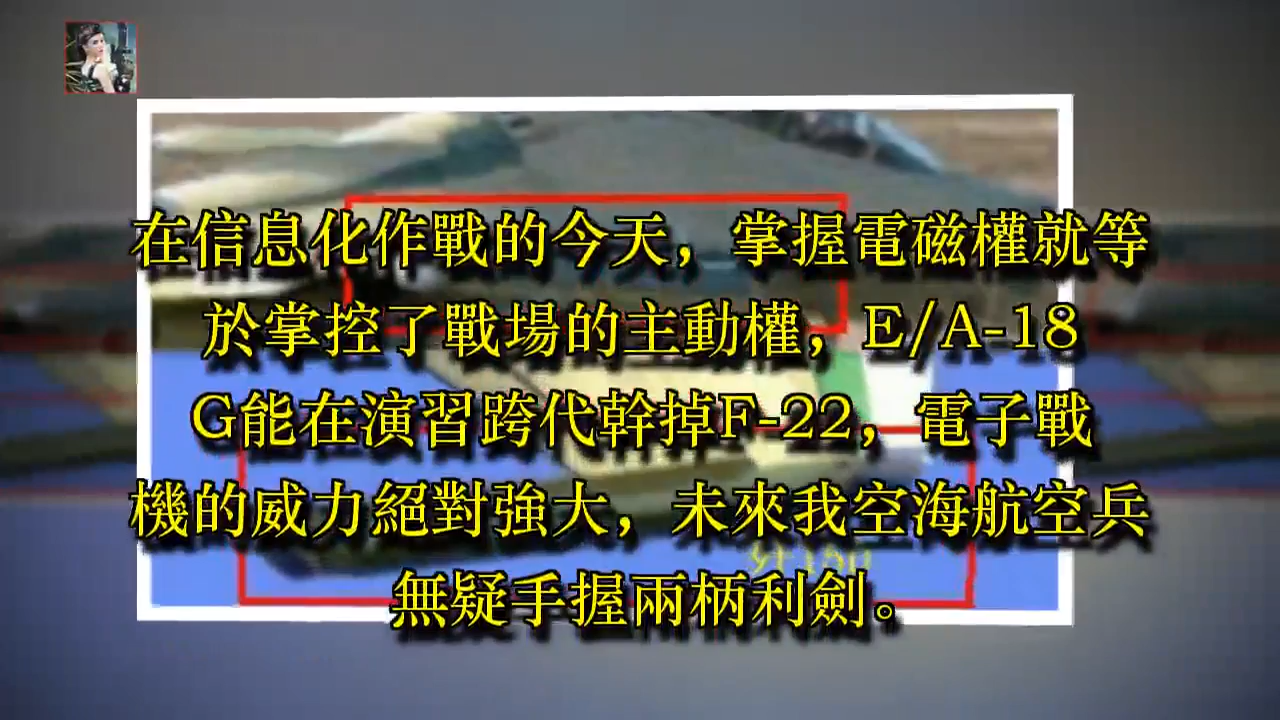 在信息化作戰的今天，掌握電磁權就等
於掌控了戰場的主動權，E/A-18
G能在演習跨代幹掉F-22，電子戰
機的威力絕對強大，未來我空海航空兵
無疑手握兩柄利劍。